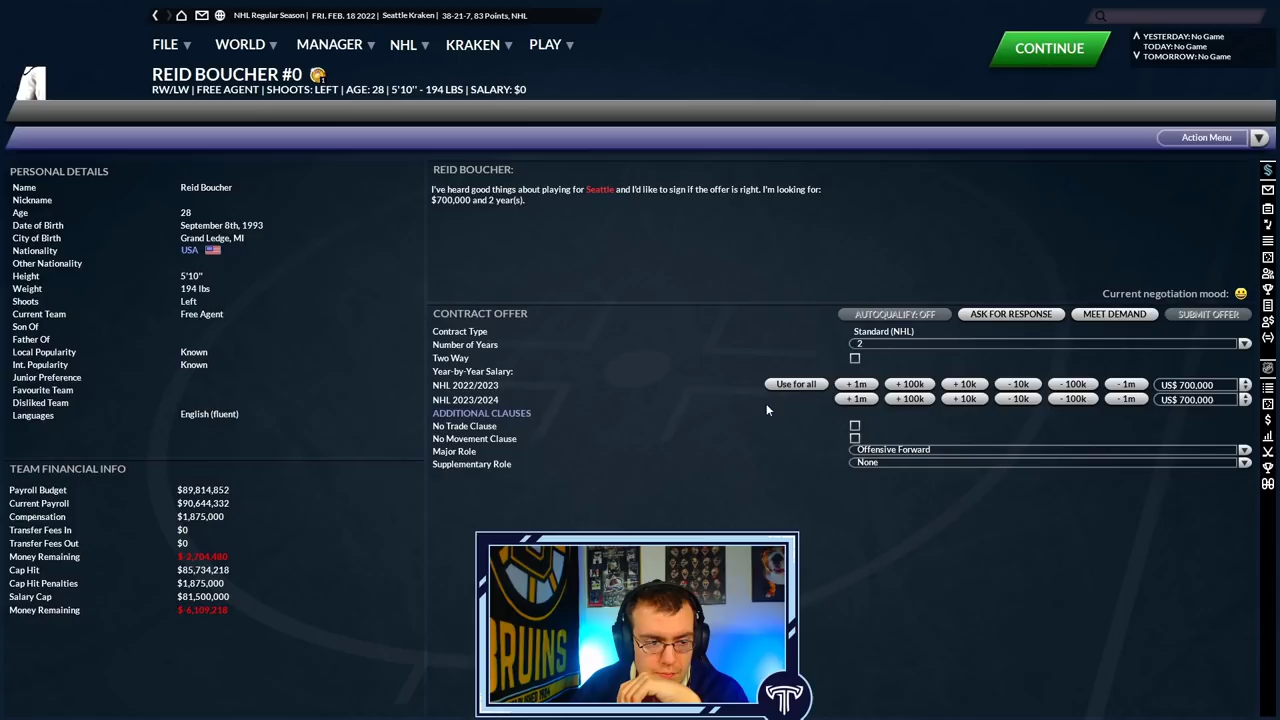 NHL Regular Season | FRI. FEB. 18 2022 | Seattle Kraken | 38-21-7, 83 Points, NHL
FILE WORLD MANAGER NHL KRAKEN PLAY
CONTINUE
YESTERDAY: No Game
TODAY: No Game
TOMORROW: No Game
REID BOUCHER #0
RW/LW | FREE AGENT | SHOOTS: LEFT | AGE: 28 | 5'10" - 194 LBS | SALARY: $0
Action Menu
PERSONAL DETAILS
Name Reid Boucher
Nickname
Age 28
Date of Birth September 8th, 1993
City of Birth Grand Ledge, MI
Nationality USA
Other Nationality
Height 5'10"
Weight 194 lbs
Shoots Left
Current Team Free Agent
Son Of
Father Of
Local Popularity Known
Int. Popularity Known
Junior Preference
Favourite Team
Disliked Team
Languages English (fluent)
TEAM FINANCIAL INFO
Payroll Budget $89,814,852
Current Payroll $90,644,332
Compensation $1,875,000
Transfer Fees In $0
Transfer Fees Out $0
Money Remaining $-2,704,480
Cap Hit $85,734,218
Cap Hit Penalties $1,875,000
Salary Cap $81,500,000
Money Remaining $-6,109,218
REID BOUCHER:
I've heard good things about playing for Seattle and I'd like to sign if the offer is right. I'm looking for:
$700,000 and 2 year(s).
Current negotiation mood:
CONTRACT OFFER
AUTOQUALIFY: OFF ASK FOR RESPONSE MEET DEMAND SUBMIT OFFER
Contract Type Standard (NHL)
Number of Years 2
Two Way
Year-by-Year Salary:
NHL 2022/2023 Use for all + 1m + 100k + 10k - 10k - 100k - 1m US$ 700,000
NHL 2023/2024 + 1m + 100k + 10k - 10k - 100k - 1m US$ 700,000
ADDITIONAL CLAUSES
No Trade Clause
No Movement Clause
Major Role Offensive Forward
Supplementary Role None
BRUINS